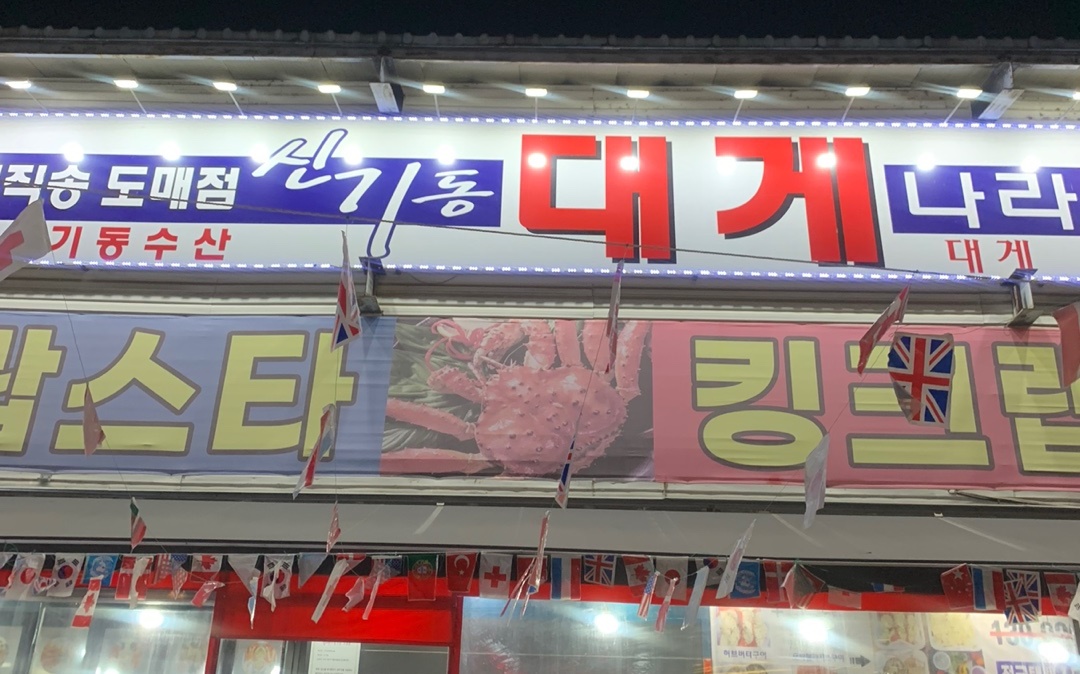 직송 도매점 신기동 대게 나라
기동수산 대게
랍스타 킹크랩